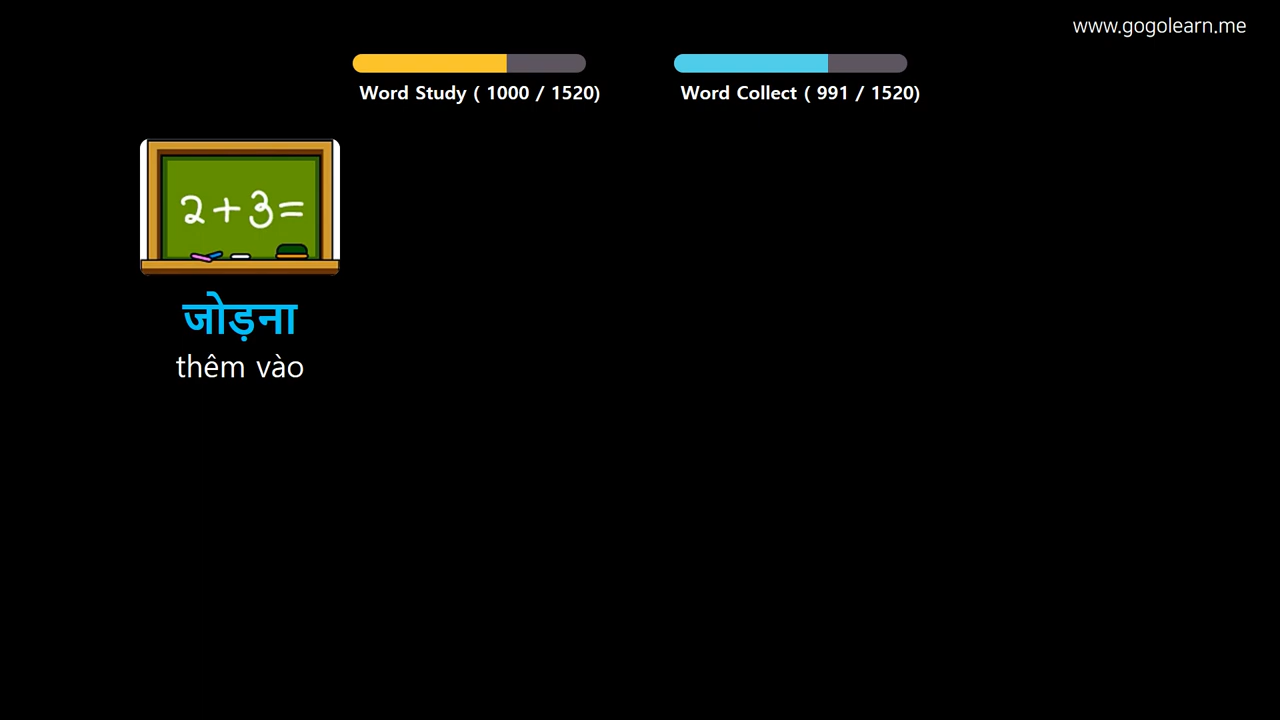 www.gogolearn.me
Word Study ( 1000 / 1520)
Word Collect ( 991 / 1520)
2+3=
जोड़ना
thêm vào